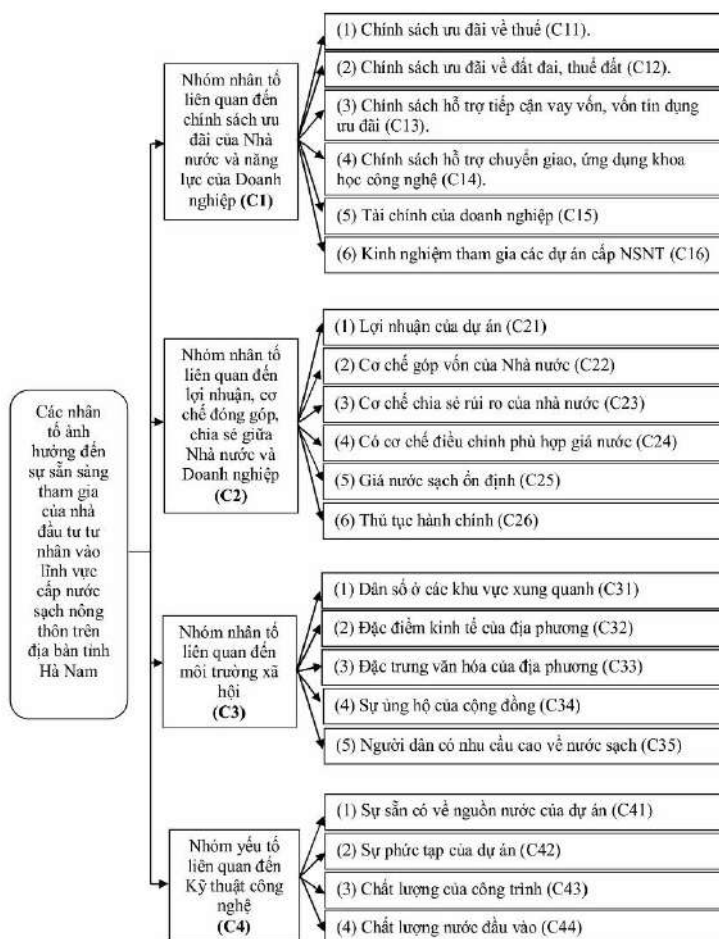 Các nhân
tố ảnh
hưởng đến
sự sẵn sàng
tham gia
của nhà
đầu tư tư
nhân vào
lĩnh vực
cấp nước
sạch nông
thôn trên
địa bàn tỉnh
Hà Nam
Nhóm nhân tố
liên quan đến
chính sách ưu
đãi của Nhà
nước và năng
lực của Doanh
nghiệp (C1)
(1) Chính sách ưu đãi về thuế (C11).
(2) Chính sách ưu đãi về đất đai, thuế đất (C12).
(3) Chính sách hỗ trợ tiếp cận vay vốn, vốn tín dụng
ưu đãi (C13).
(4) Chính sách hỗ trợ chuyển giao, ứng dụng khoa
học công nghệ (C14).
(5) Tài chính của doanh nghiệp (C15)
(6) Kinh nghiệm tham gia các dự án cấp NSNT (C16)
Nhóm nhân tố
liên quan đến
lợi nhuận, cơ
chế đóng góp,
chia sẻ giữa
Nhà nước và
Doanh nghiệp
(C2)
(1) Lợi nhuận của dự án (C21)
(2) Cơ chế góp vốn của Nhà nước (C22)
(3) Cơ chế chia sẻ rủi ro của nhà nước (C23)
(4) Có cơ chế điều chỉnh phù hợp giá nước (C24)
(5) Giá nước sạch ổn định (C25)
(6) Thủ tục hành chính (C26)
Nhóm nhân tố
liên quan đến
môi trường xã
hội
(C3)
(1) Dân số ở các khu vực xung quanh (C31)
(2) Đặc điểm kinh tế của địa phương (C32)
(3) Đặc trưng văn hóa của địa phương (C33)
(4) Sự ủng hộ của cộng đồng (C34)
(5) Người dân có nhu cầu cao về nước sạch (C35)
Nhóm yếu tố
liên quan đến
Kỹ thuật công
nghệ
(C4)
(1) Sự sẵn có về nguồn nước của dự án (C41)
(2) Sự phức tạp của dự án (C42)
(3) Chất lượng của công trình (C43)
(4) Chất lượng nước đầu vào (C44)